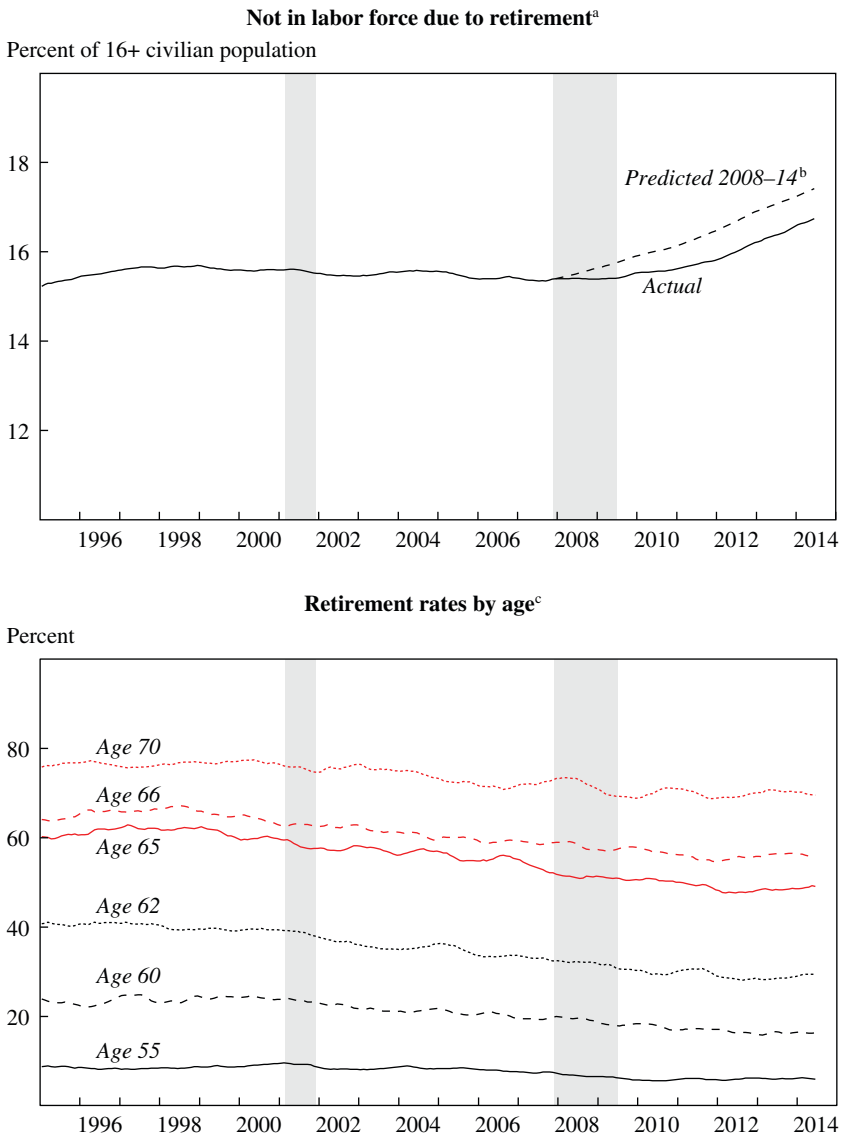 Not in labor force due to retirementᵃ
Percent of 16+ civilian population
18
Predicted 2008–14ᵇ
16
Actual
14
12
1996 1998 2000 2002 2004 2006 2008 2010 2012 2014
Retirement rates by ageᶜ
Percent
80
Age 70
Age 66
60
Age 65
40
Age 62
Age 60
20
Age 55
1996 1998 2000 2002 2004 2006 2008 2010 2012 2014